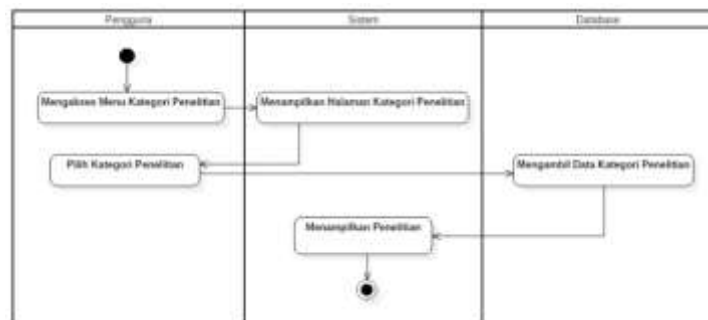 Pengguna
Sistem
Database
Mengakses Menu Kategori Penelitian
Menampilkan Halaman Kategori Penelitian
Pilih Kategori Penelitian
Mengambil Data Kategori Penelitian
Menampilkan Penelitian